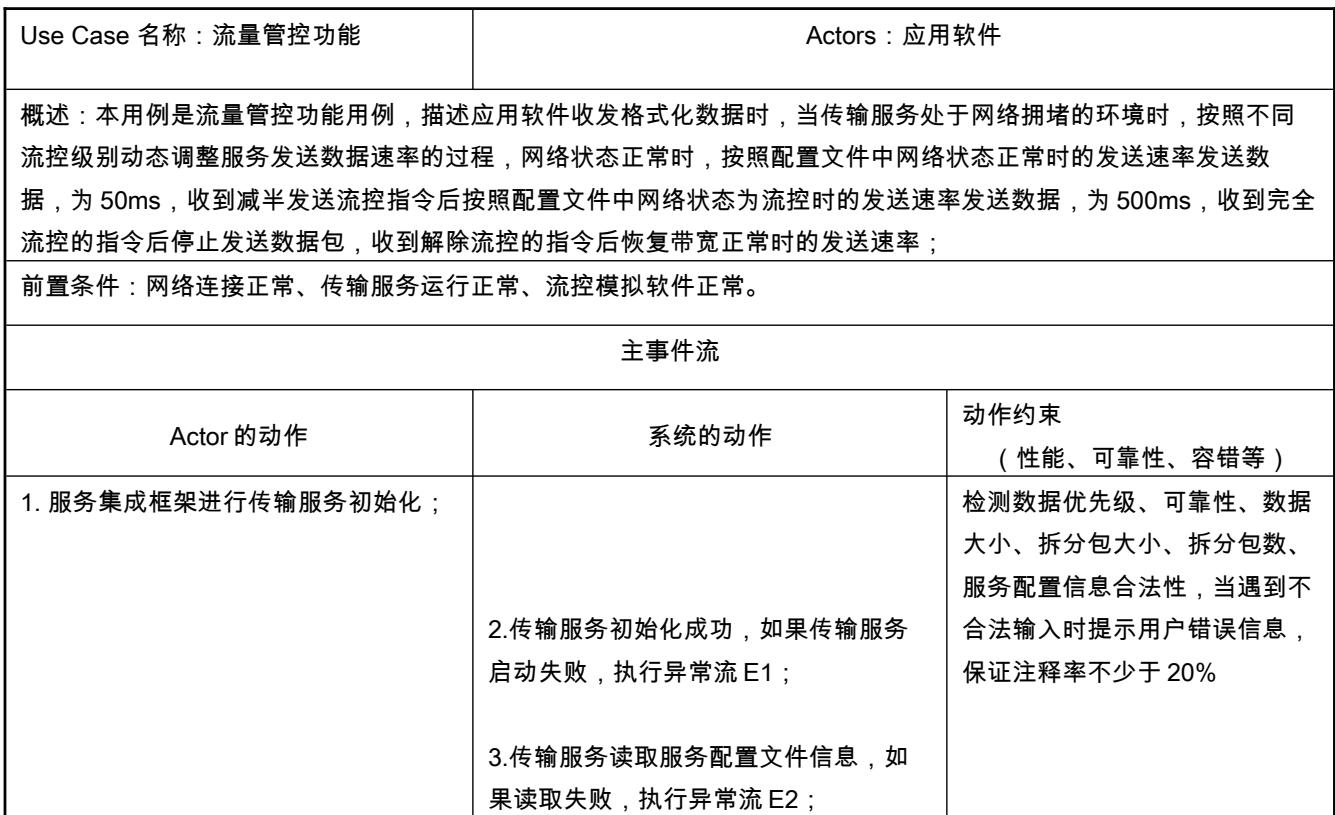 Use Case 名称：流量管控功能
Actors：应用软件
概述：本用例是流量管控功能用例，描述应用软件收发格式化数据时，当传输服务处于网络拥堵的环境时，按照不同
流控级别动态调整服务发送数据速率的过程，网络状态正常时，按照配置文件中网络状态正常时的发送速率发送数
据，为 50ms，收到减半发送流控指令后按照配置文件中网络状态为流控时的发送速率发送数据，为 500ms，收到完全
流控的指令后停止发送数据包，收到解除流控的指令后恢复带宽正常时的发送速率；
前置条件：网络连接正常、传输服务运行正常、流控模拟软件正常。
主事件流
Actor 的动作
系统的动作
动作约束
（性能、可靠性、容错等）
1. 服务集成框架进行传输服务初始化；
2.传输服务初始化成功，如果传输服务
启动失败，执行异常流 E1；
3.传输服务读取服务配置文件信息，如
果读取失败，执行异常流 E2；
检测数据优先级、可靠性、数据
大小、拆分包大小、拆分包数、
服务配置信息合法性，当遇到不
合法输入时提示用户错误信息，
保证注释率不少于 20%